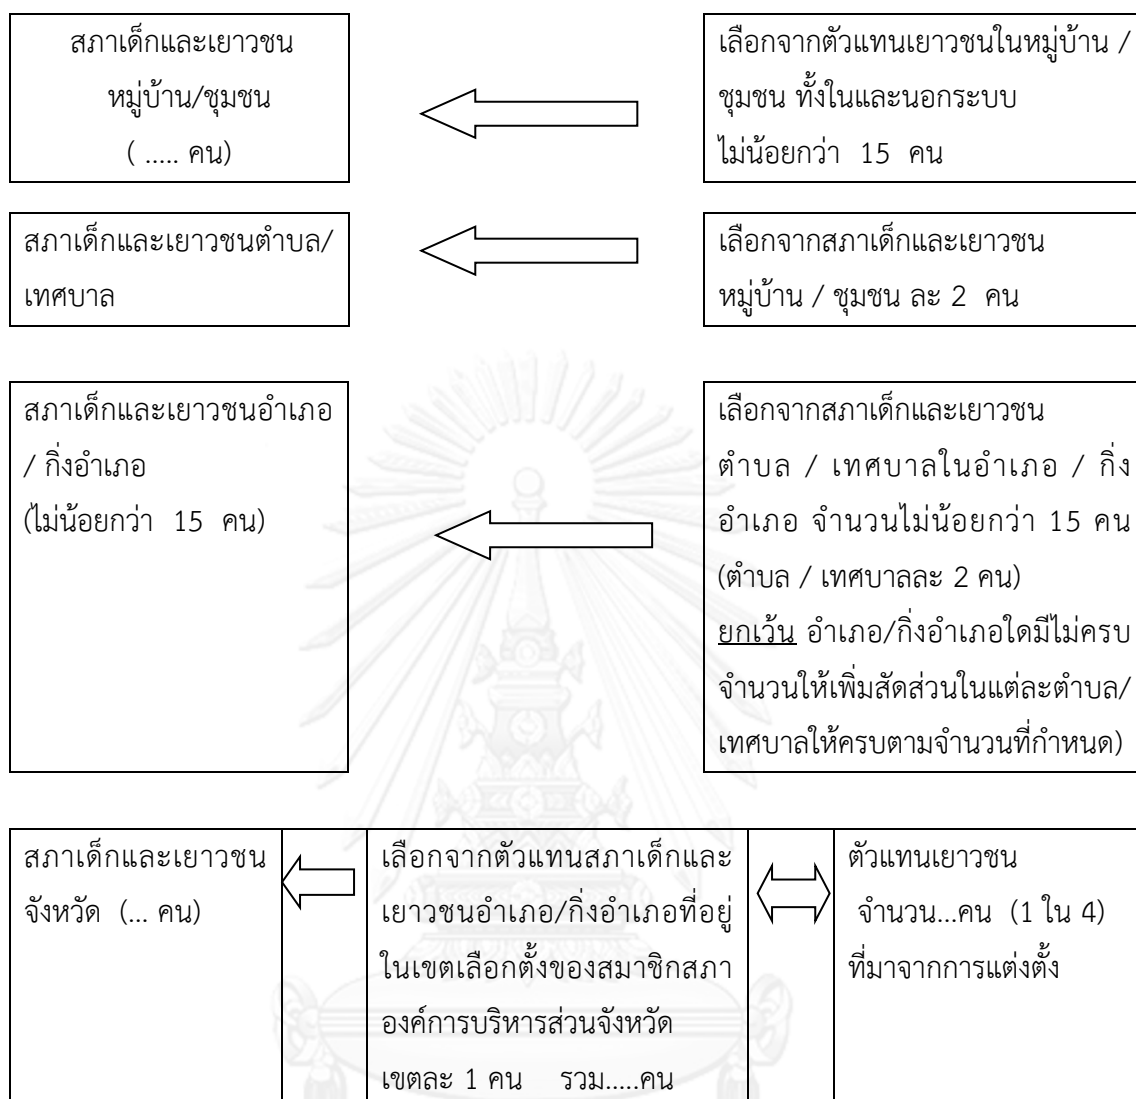 สภาเด็กและเยาวชน
หมู่บ้าน/ชุมชน
( ..... คน)
เลือกจากตัวแทนเยาวชนในหมู่บ้าน /
ชุมชน ทั้งในและนอกระบบ
ไม่น้อยกว่า 15 คน
สภาเด็กและเยาวชนตำบล/
เทศบาล
เลือกจากสภาเด็กและเยาวชน
หมู่บ้าน / ชุมชน ละ 2 คน
สภาเด็กและเยาวชนอำเภอ
/ กิ่งอำเภอ
(ไม่น้อยกว่า 15 คน)
เลือกจากสภาเด็กและเยาวชน
ตำบล / เทศบาลในอำเภอ / กิ่ง
อำเภอ จำนวนไม่น้อยกว่า 15 คน
(ตำบล / เทศบาลละ 2 คน)
ยกเว้น อำเภอ/กิ่งอำเภอใดมีไม่ครบ
จำนวนให้เพิ่มสัดส่วนในแต่ละตำบล/
เทศบาลให้ครบตามจำนวนที่กำหนด)
สภาเด็กและเยาวชน
จังหวัด (... คน)
เลือกจากตัวแทนสภาเด็กและ
เยาวชนอำเภอ/กิ่งอำเภอที่อยู่
ในเขตเลือกตั้งของสมาชิกสภา
องค์การบริหารส่วนจังหวัด
เขตละ 1 คน รวม.....คน
ตัวแทนเยาวชน
จำนวน...คน (1 ใน 4)
ที่มาจากการแต่งตั้ง